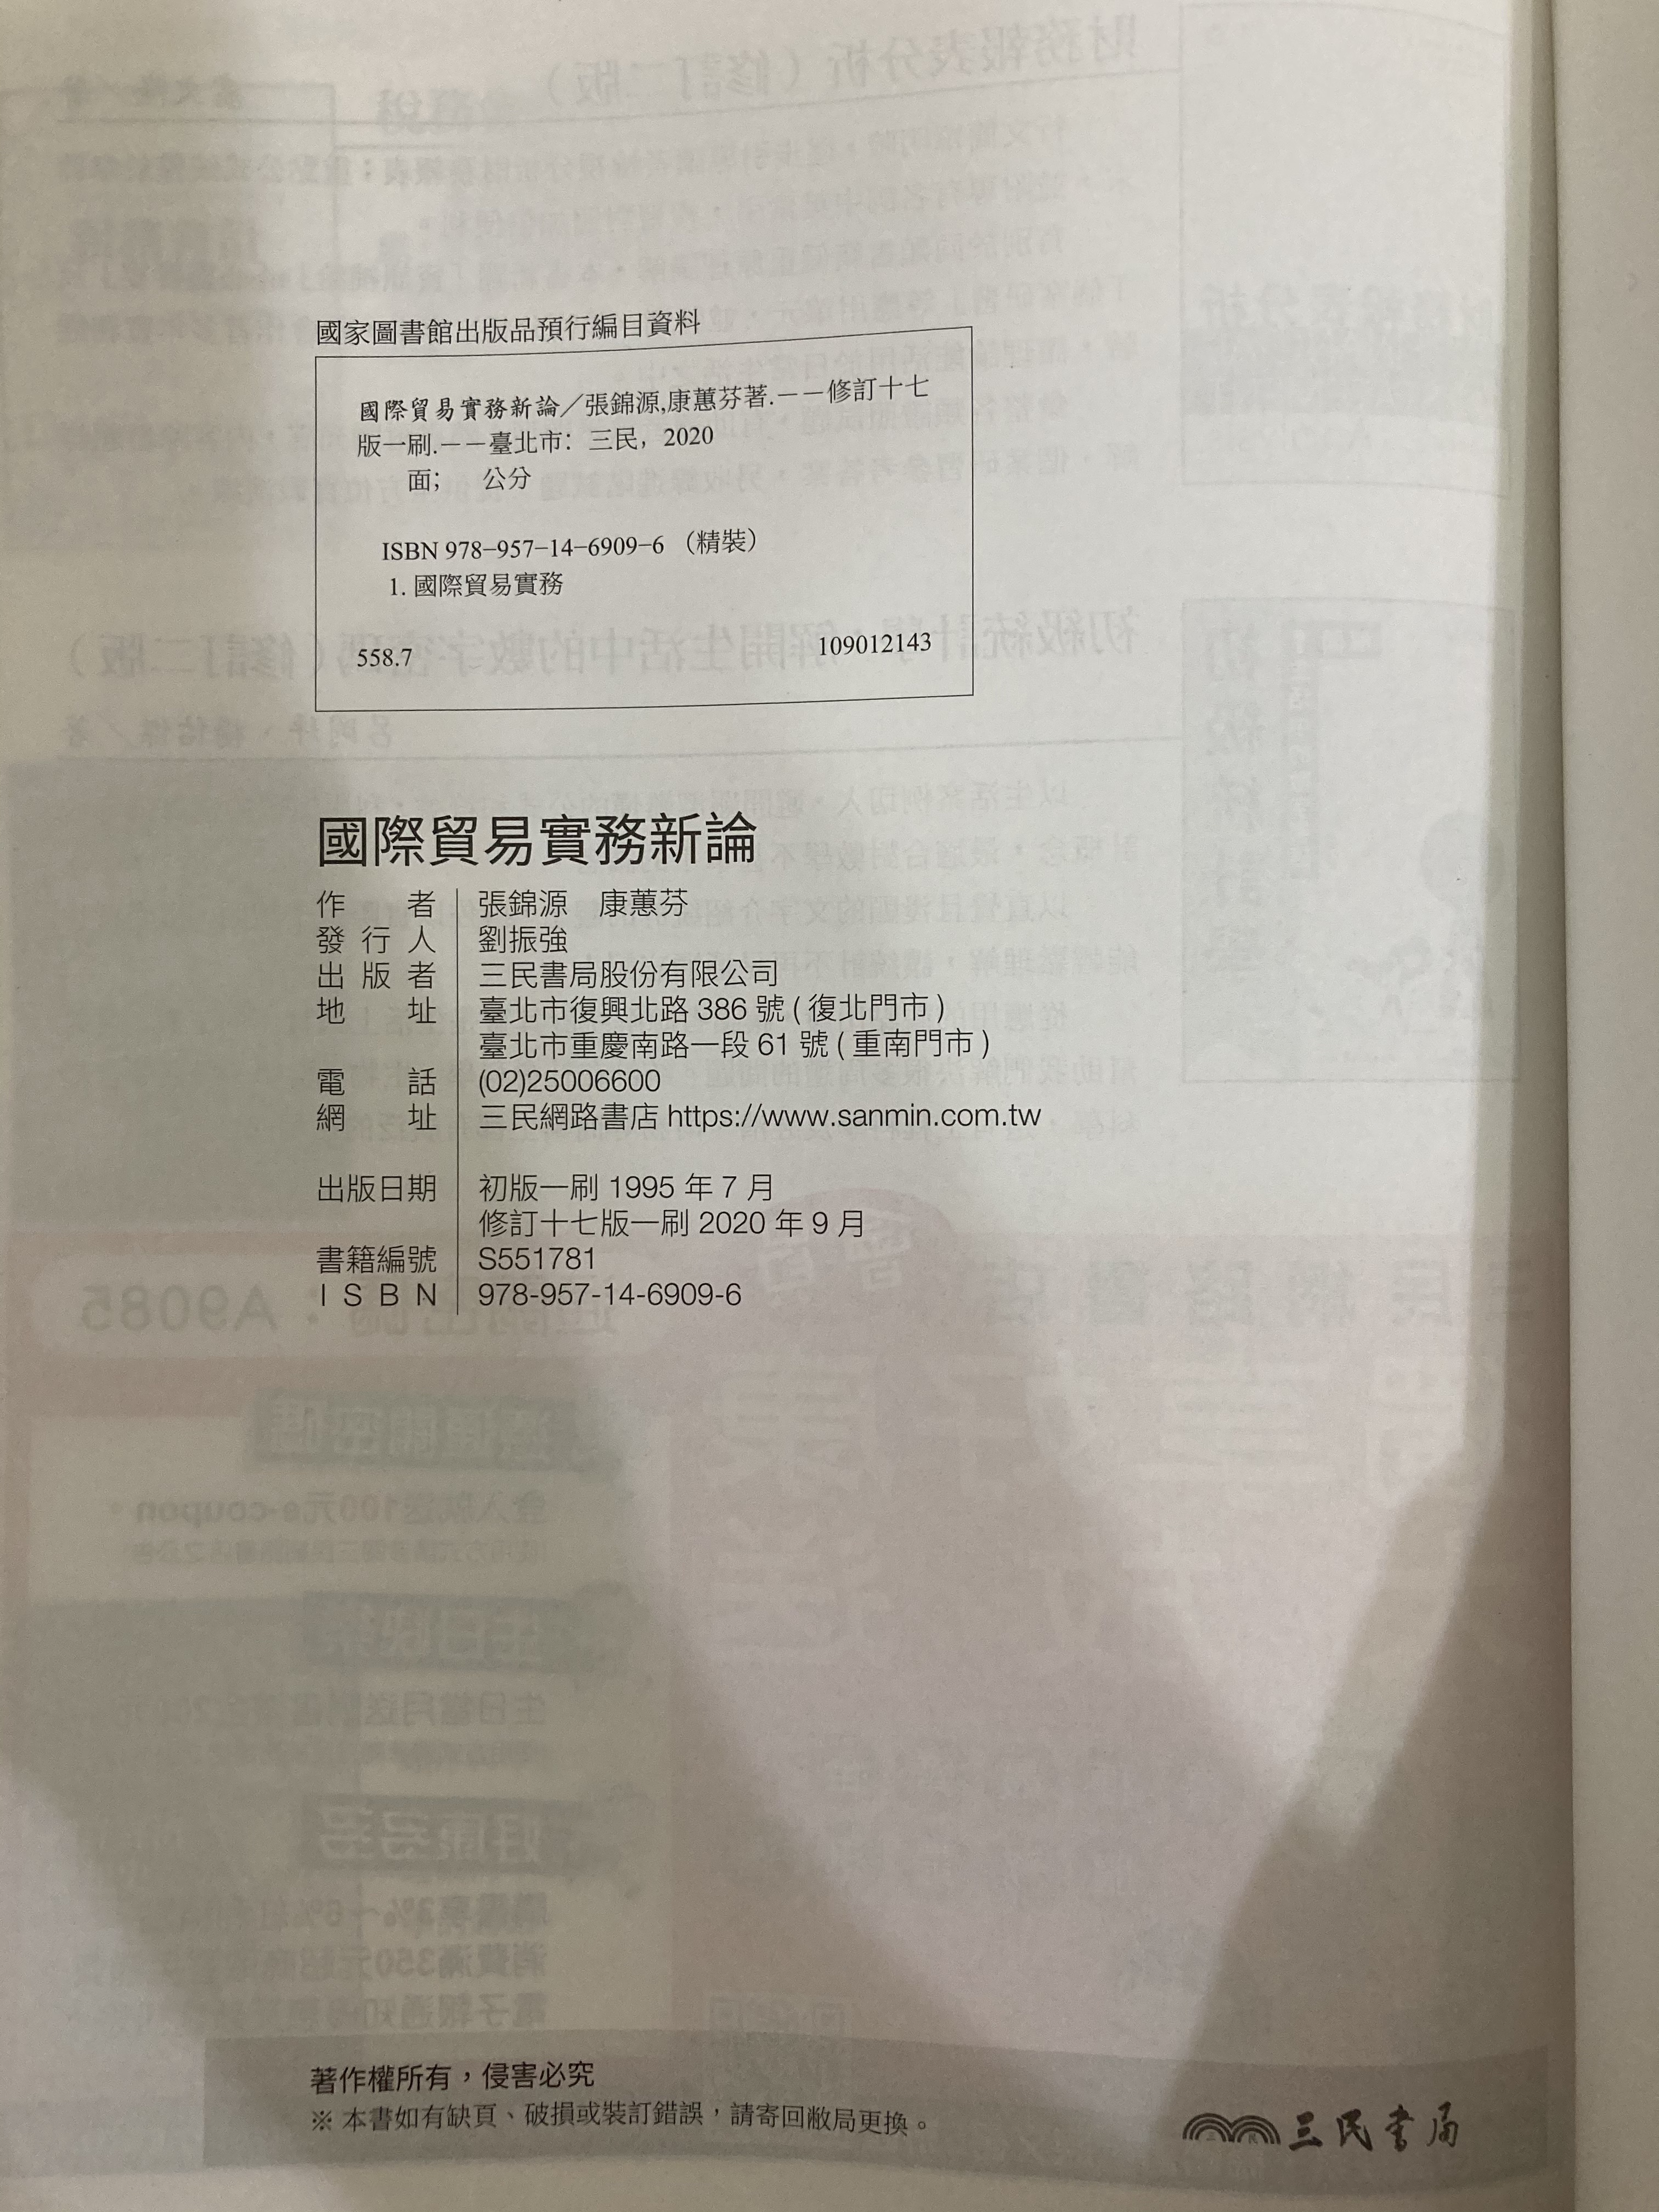 國家圖書館出版品預行編目資料
國際貿易實務新論／張錦源,康蕙芬著.－－修訂十七
版一刷.－－臺北市：三民，2020
面； 公分
ISBN 978-957-14-6909-6 （精裝）
1. 國際貿易實務
558.7 109012143
國際貿易實務新論
作者 張錦源 康蕙芬
發行人 劉振強
出版者 三民書局股份有限公司
地址 臺北市復興北路 386 號 (復北門市)
臺北市重慶南路一段 61 號 (重南門市)
電話 (02)25006600
網址 三民網路書店 https://www.sanmin.com.tw
出版日期 初版一刷 1995 年 7 月
修訂十七版一刷 2020 年 9 月
書籍編號 S551781
ISBN 978-957-14-6909-6
著作權所有，侵害必究
※ 本書如有缺頁、破損或裝訂錯誤，請寄回敝局更換。
三民書局